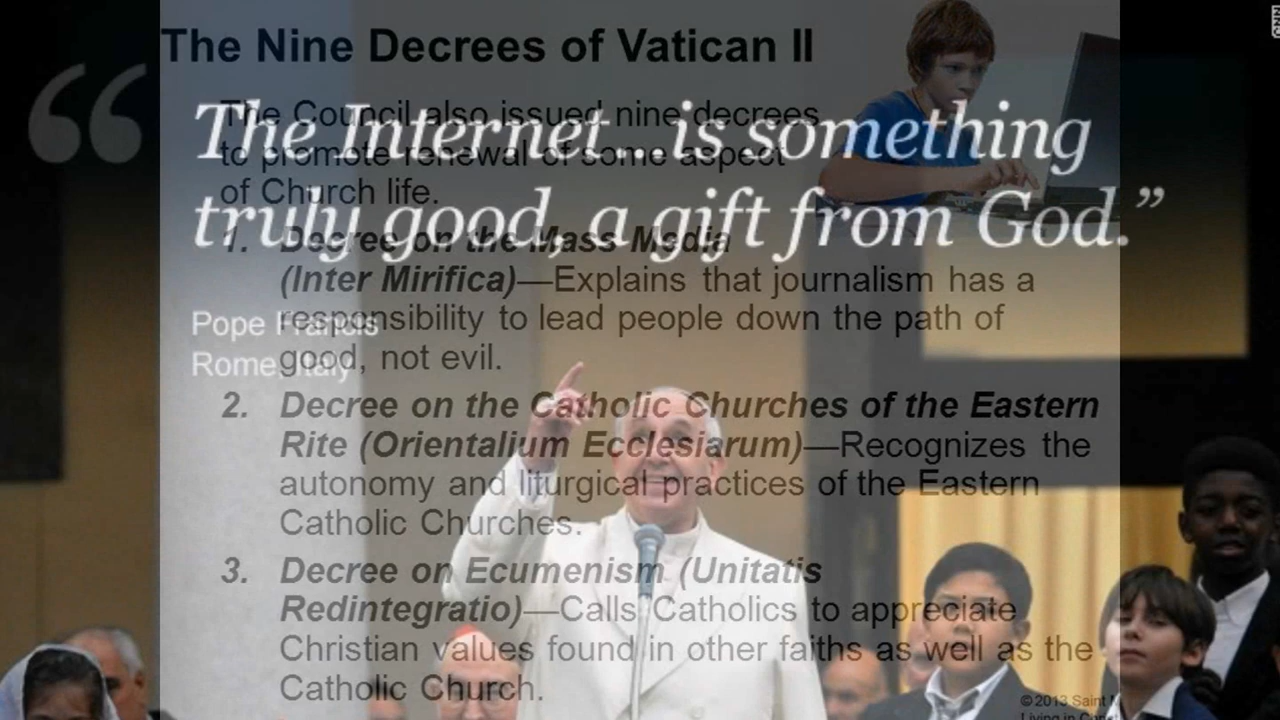 The Nine Decrees of Vatican II
The Council also issued nine decrees
to promote renewal of some aspect
of Church life.
“
The Internet...is something
truly good, a gift from God.”
Pope Francis
Rome, Italy
1. Decree on the Mass Media
(Inter Mirifica)—Explains that journalism has a
responsibility to lead people down the path of
good, not evil.
2. Decree on the Catholic Churches of the Eastern
Rite (Orientalium Ecclesiarum)—Recognizes the
autonomy and liturgical practices of the Eastern
Catholic Churches.
3. Decree on Ecumenism (Unitatis
Redintegratio)—Calls Catholics to appreciate
Christian values found in other faiths as well as the
Catholic Church.
©2013 Saint M